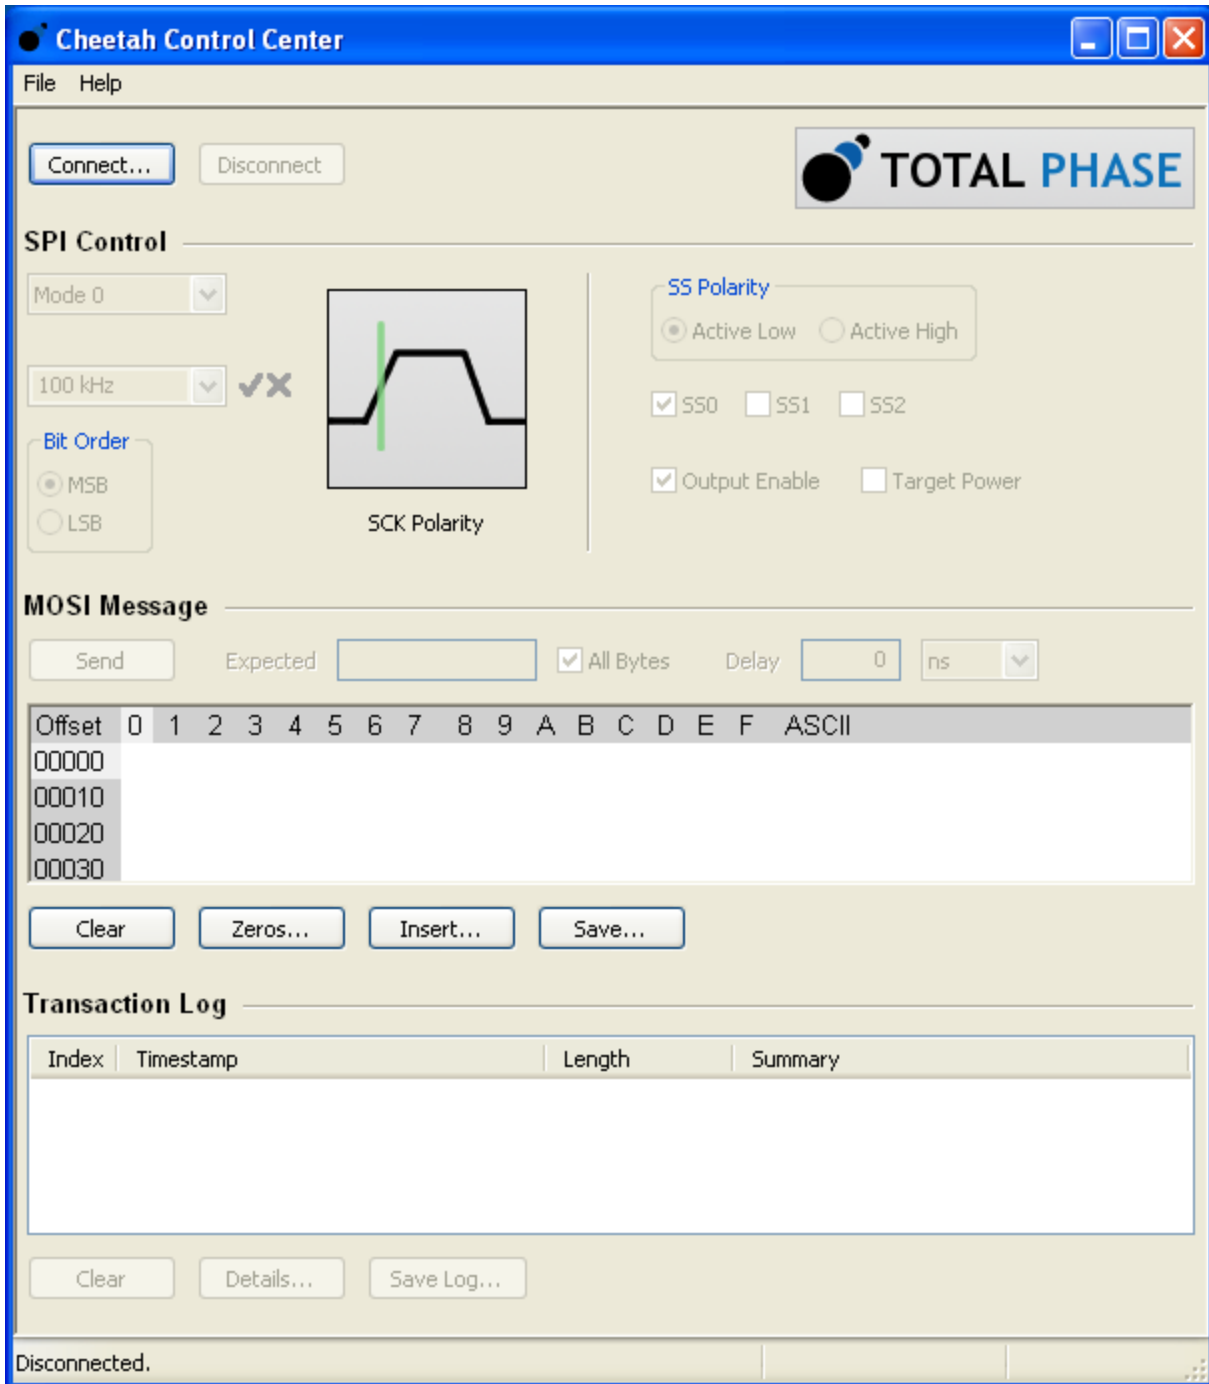 Cheetah Control Center
File Help
Connect... Disconnect
TOTAL PHASE
SPI Control
Mode 0
SS Polarity
Active Low Active High
100 kHz
SS0 SS1 SS2
Bit Order
MSB
Output Enable Target Power
LSB
SCK Polarity
MOSI Message
Send Expected All Bytes Delay 0 ns
Offset 0 1 2 3 4 5 6 7 8 9 A B C D E F ASCII
00000
00010
00020
00030
Clear Zeros... Insert... Save...
Transaction Log
Index Timestamp Length Summary
Clear Details... Save Log...
Disconnected.